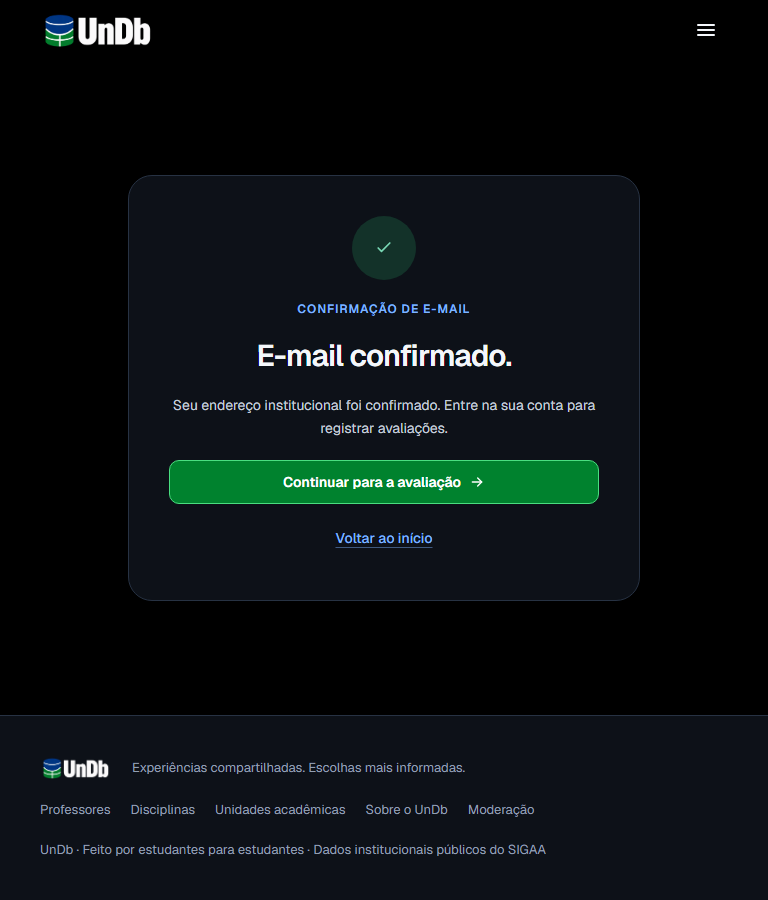 UnDb
CONFIRMAÇÃO DE E-MAIL
E-mail confirmado.
Seu endereço institucional foi confirmado. Entre na sua conta para
registrar avaliações.
Continuar para a avaliação →
Voltar ao início
UnDb
Experiências compartilhadas. Escolhas mais informadas.
Professores Disciplinas Unidades acadêmicas Sobre o UnDb Moderação
UnDb · Feito por estudantes para estudantes · Dados institucionais públicos do SIGAA